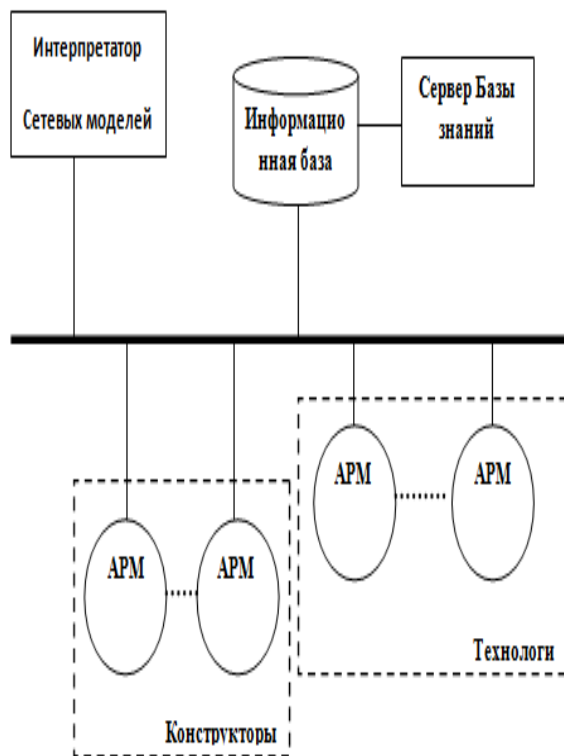 Интерпретатор
Сетевых моделей
Информацио
нная база
Сервер Базы
знаний
АРМ
АРМ
Технологи
АРМ
АРМ
Конструкторы